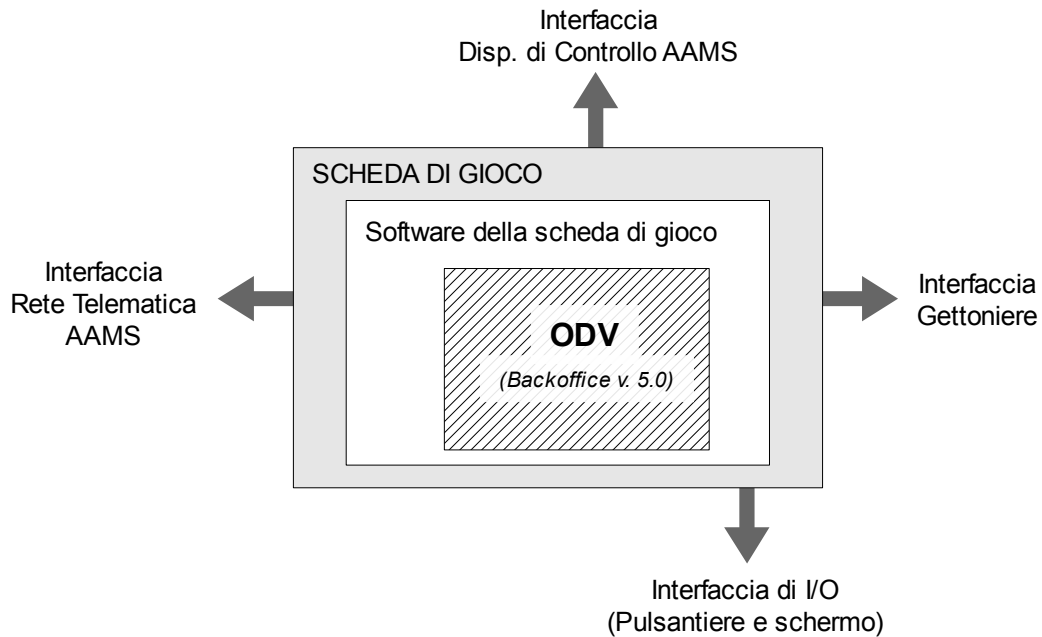 Interfaccia
Disp. di Controllo AAMS
SCHEDA DI GIOCO
Software della scheda di gioco
Interfaccia
Rete Telematica
AAMS
ODV
(Backoffice v. 5.0)
Interfaccia
Gettoniere
Interfaccia di I/O
(Pulsantiere e schermo)